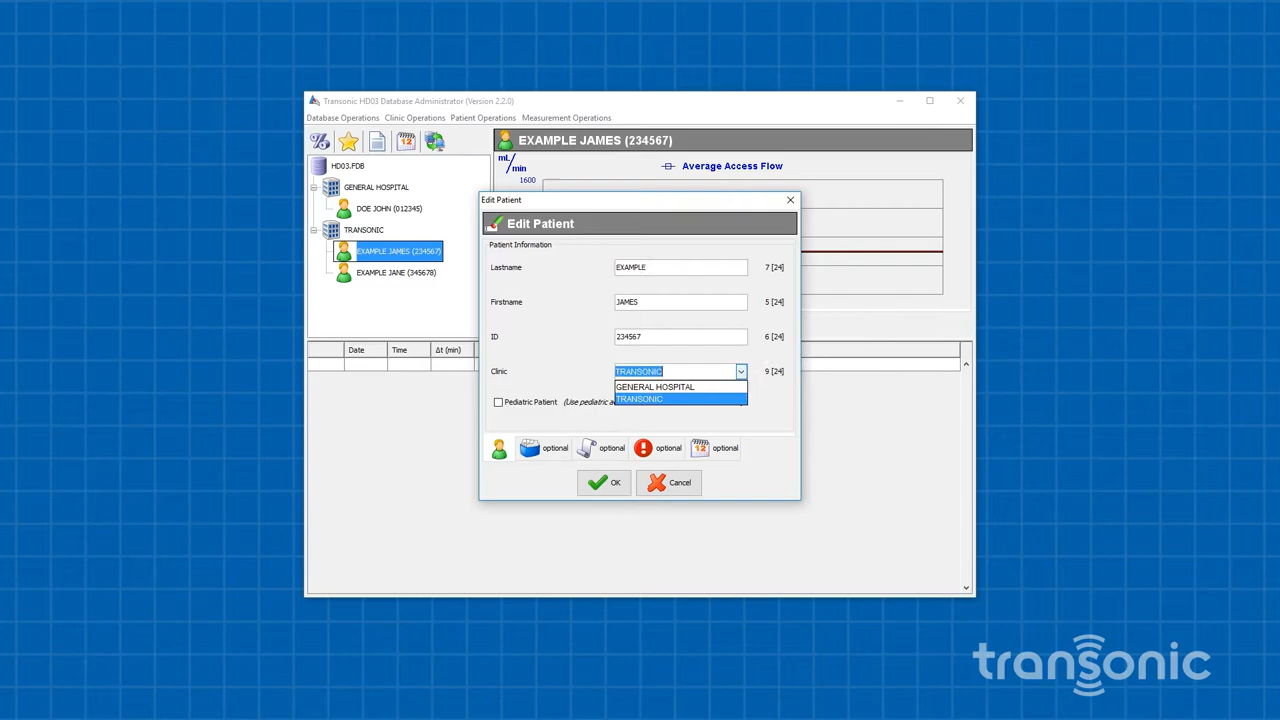 Transonic HD03 Database Administrator (Version 2.2.0)
Database Operations Clinic Operations Patient Operations Measurement Operations
12
HD03.FDB
GENERAL HOSPITAL
DOE JOHN (012345)
TRANSONIC
EXAMPLE JAMES (234567)
EXAMPLE JANE (345678)
EXAMPLE JAMES (234567)
mL/min
Average Access Flow
1600
Date Time Δt (min)
Edit Patient
Edit Patient
Patient Information
Lastname EXAMPLE 7 [24]
Firstname JAMES 5 [24]
ID 234567 6 [24]
Clinic TRANSONIC 9 [24]
GENERAL HOSPITAL
TRANSONIC
Pediatric Patient (Use pediatric
optional optional optional 12 optional
OK Cancel
transonic